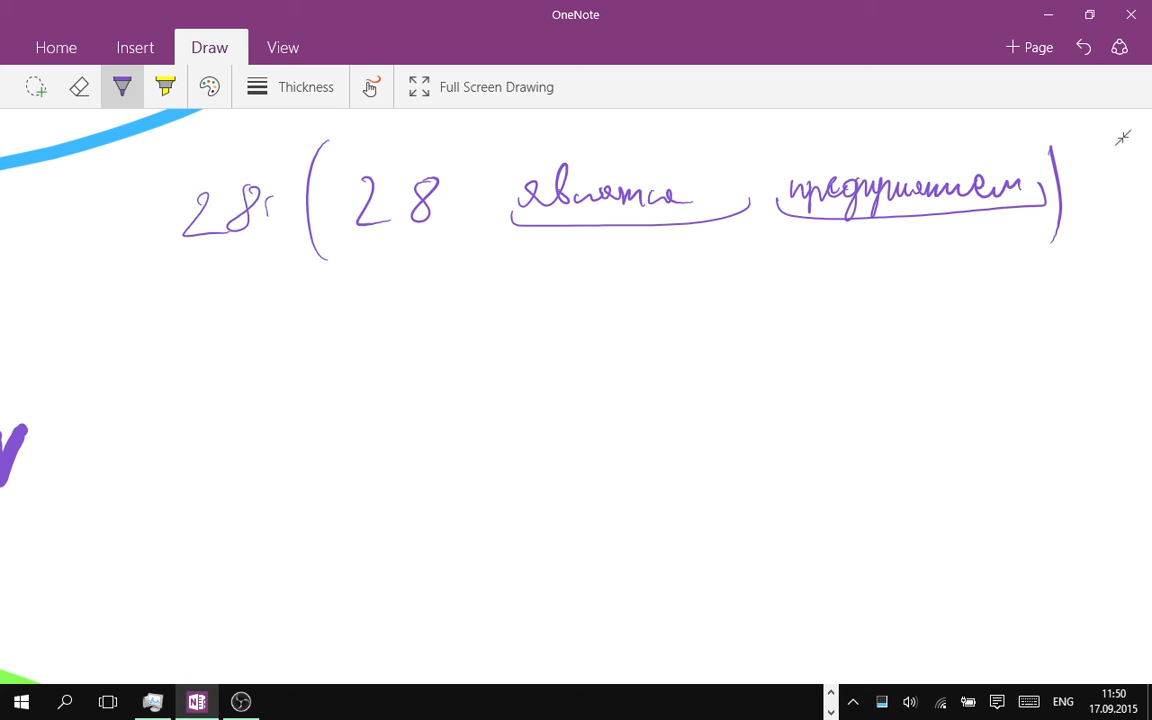 OneNote
Home Insert Draw View + Page
Thickness Full Screen Drawing
28 ( 28 является предприятием )
ENG 11:50
17.09.2015